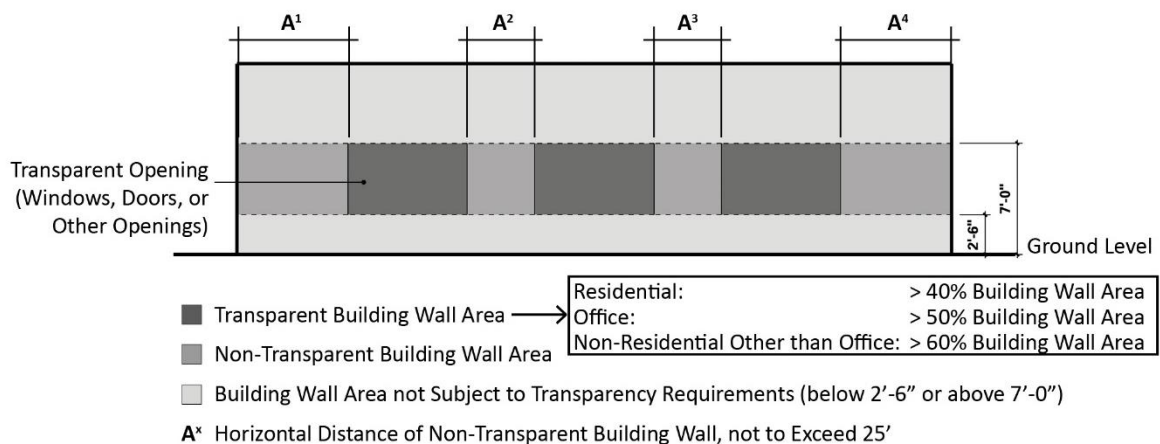 A¹ A² A³ A⁴
Transparent Opening
(Windows, Doors, or
Other Openings)
7'-0"
2'-6"
Ground Level
Transparent Building Wall Area
Residential: > 40% Building Wall Area
Office: > 50% Building Wall Area
Non-Residential Other than Office: > 60% Building Wall Area
Non-Transparent Building Wall Area
Building Wall Area not Subject to Transparency Requirements (below 2'-6” or above 7'-0”)
Aˣ Horizontal Distance of Non-Transparent Building Wall, not to Exceed 25'